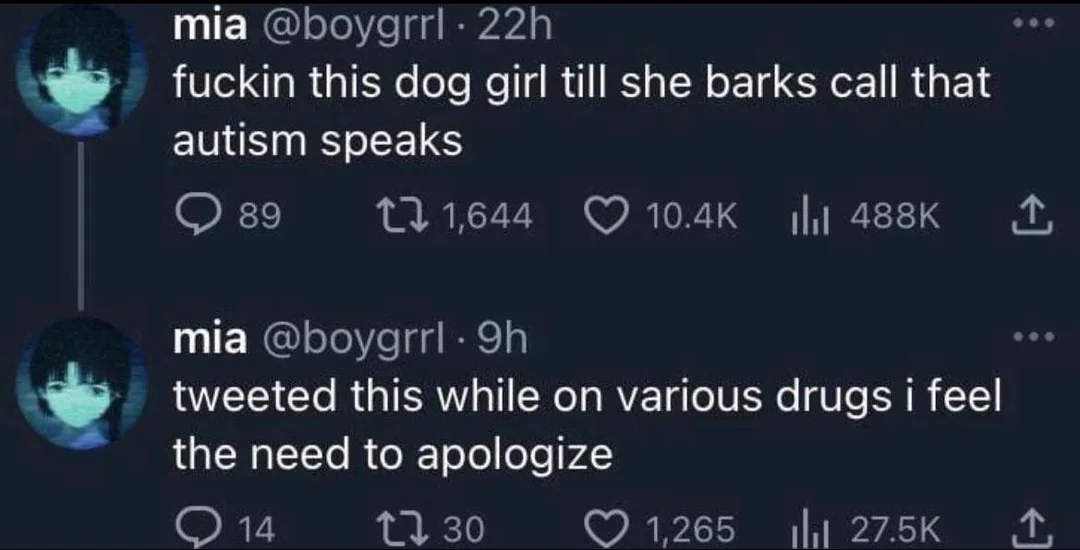 mia @boygrrl · 22h
fuckin this dog girl till she barks call that
autism speaks
89 1,644 10.4K 488K
mia @boygrrl · 9h
tweeted this while on various drugs i feel
the need to apologize
14 30 1,265 27.5K